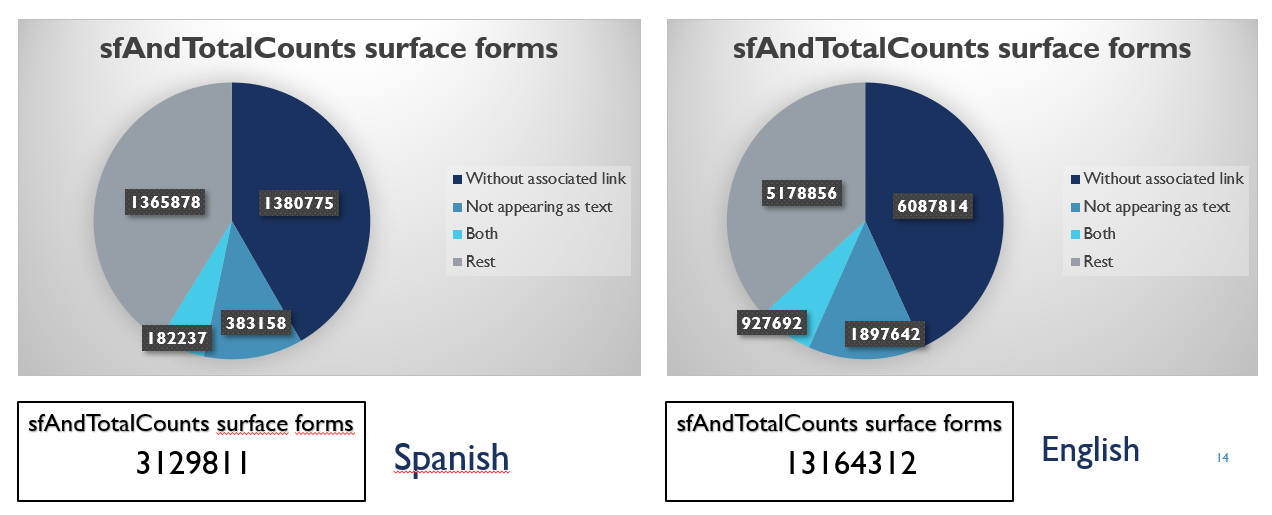 sfAndTotalCounts surface forms
1365878
1380775
383158
182237
Without associated link
Not appearing as text
Both
Rest
sfAndTotalCounts surface forms
5178856
6087814
927692
1897642
Without associated link
Not appearing as text
Both
Rest
sfAndTotalCounts surface forms
3129811
Spanish
sfAndTotalCounts surface forms
13164312
English
14